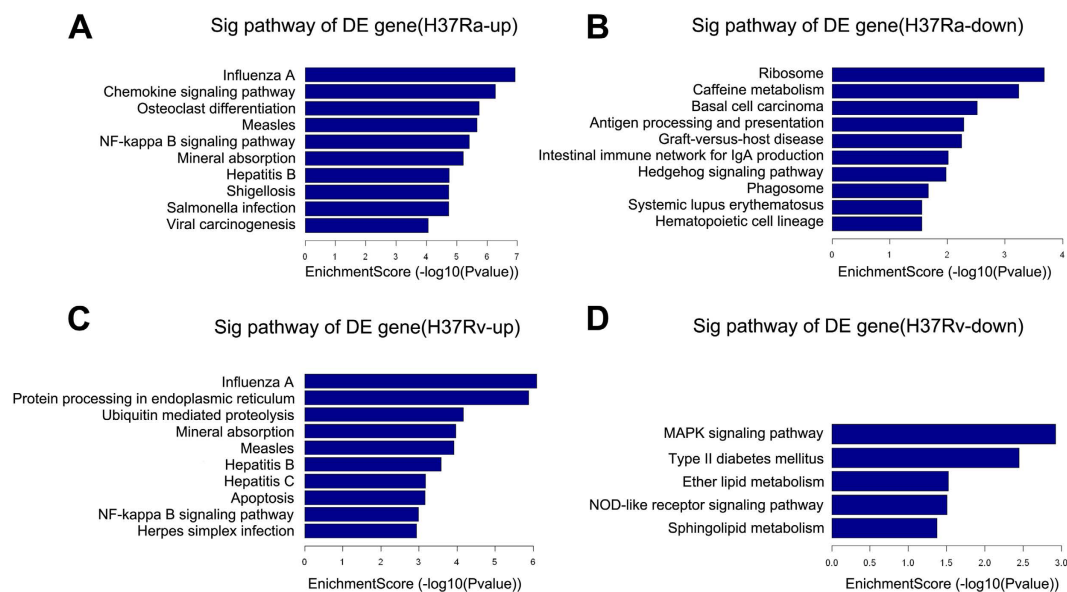 A
Sig pathway of DE gene(H37Ra-up)
Influenza A
Chemokine signaling pathway
Osteoclast differentiation
Measles
NF-kappa B signaling pathway
Mineral absorption
Hepatitis B
Shigellosis
Salmonella infection
Viral carcinogenesis
0 1 2 3 4 5 6 7
EnichmentScore (-log10(Pvalue))
B
Sig pathway of DE gene(H37Ra-down)
Ribosome
Caffeine metabolism
Basal cell carcinoma
Antigen processing and presentation
Graft-versus-host disease
Intestinal immune network for IgA production
Hedgehog signaling pathway
Phagosome
Systemic lupus erythematosus
Hematopoietic cell lineage
0 1 2 3 4
EnichmentScore (-log10(Pvalue))
C
Sig pathway of DE gene(H37Rv-up)
Influenza A
Protein processing in endoplasmic reticulum
Ubiquitin mediated proteolysis
Mineral absorption
Measles
Hepatitis B
Hepatitis C
Apoptosis
NF-kappa B signaling pathway
Herpes simplex infection
0 1 2 3 4 5 6
EnichmentScore (-log10(Pvalue))
D
Sig pathway of DE gene(H37Rv-down)
MAPK signaling pathway
Type II diabetes mellitus
Ether lipid metabolism
NOD-like receptor signaling pathway
Sphingolipid metabolism
0.0 0.5 1.0 1.5 2.0 2.5 3.0
EnichmentScore (-log10(Pvalue))